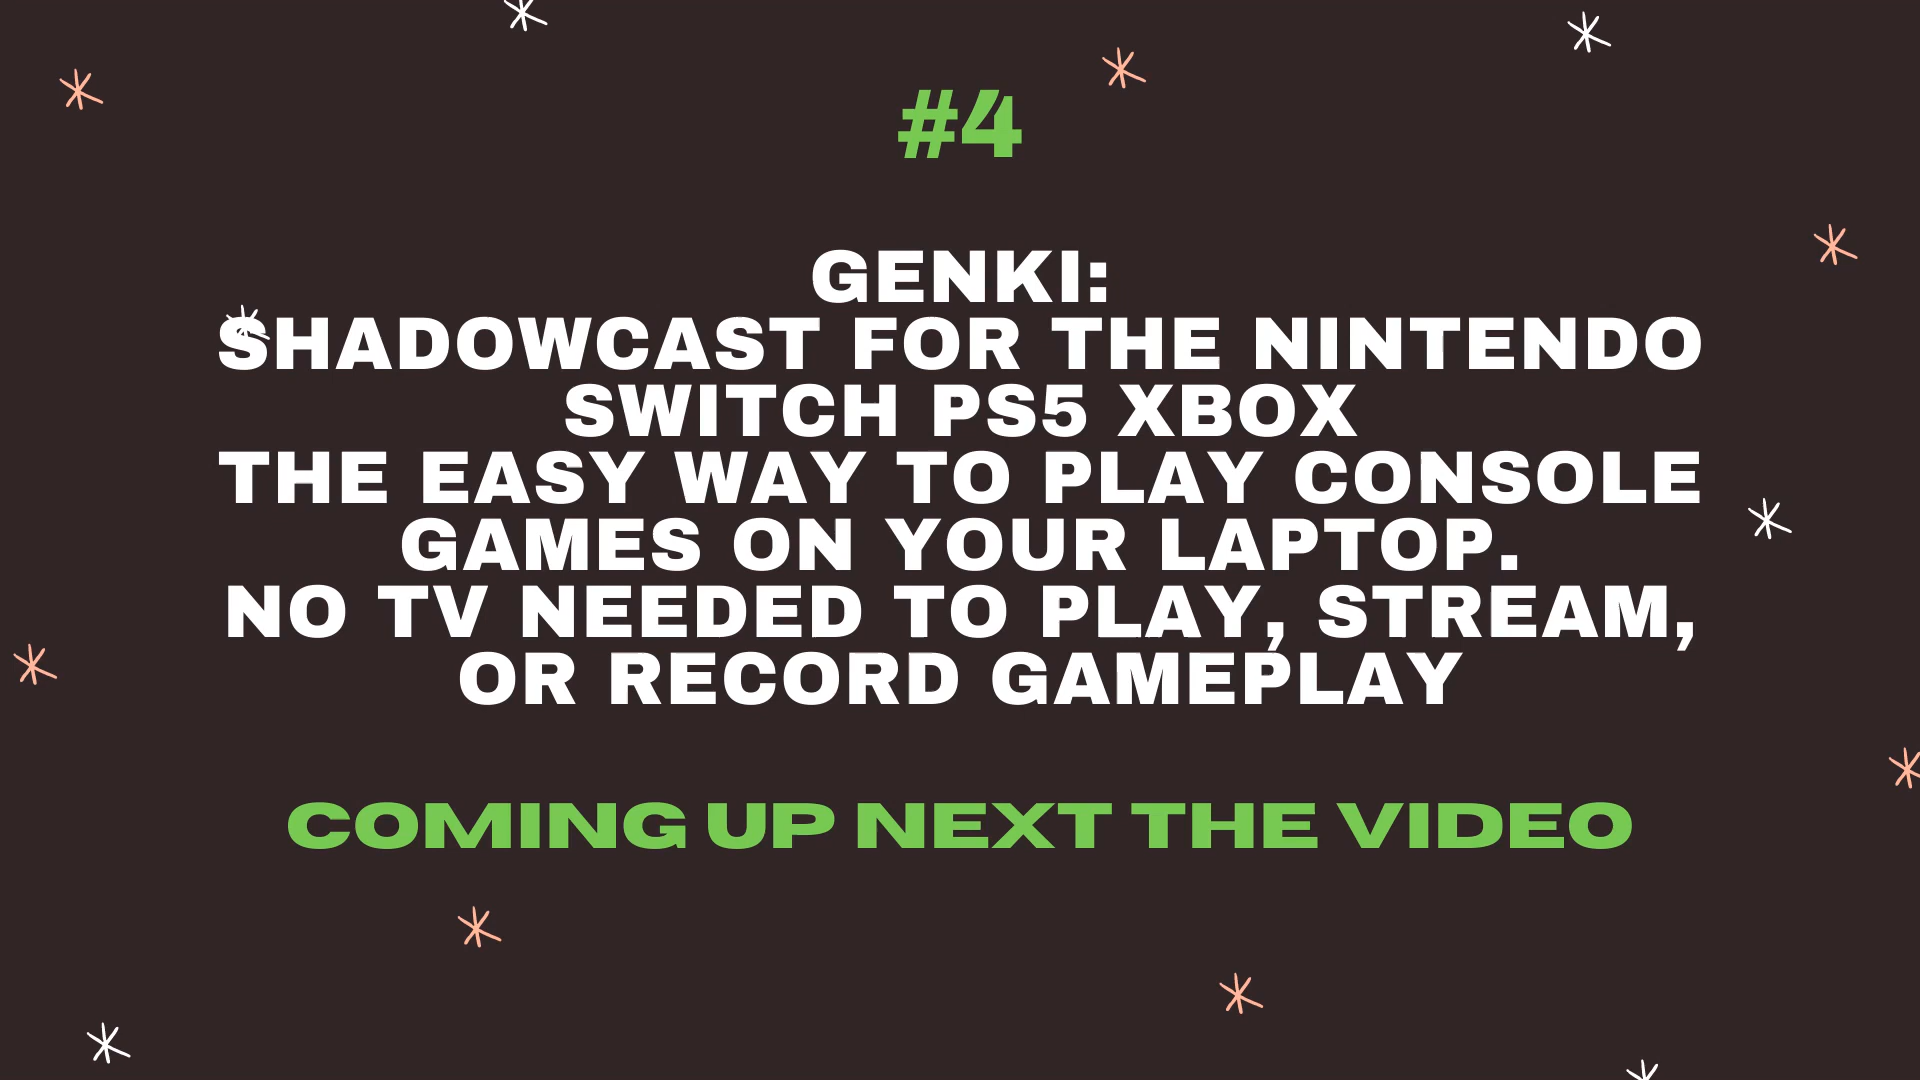 #4
GENKI:
SHADOWCAST FOR THE NINTENDO
SWITCH PS5 XBOX
THE EASY WAY TO PLAY CONSOLE
GAMES ON YOUR LAPTOP.
NO TV NEEDED TO PLAY, STREAM,
OR RECORD GAMEPLAY
COMING UP NEXT THE VIDEO